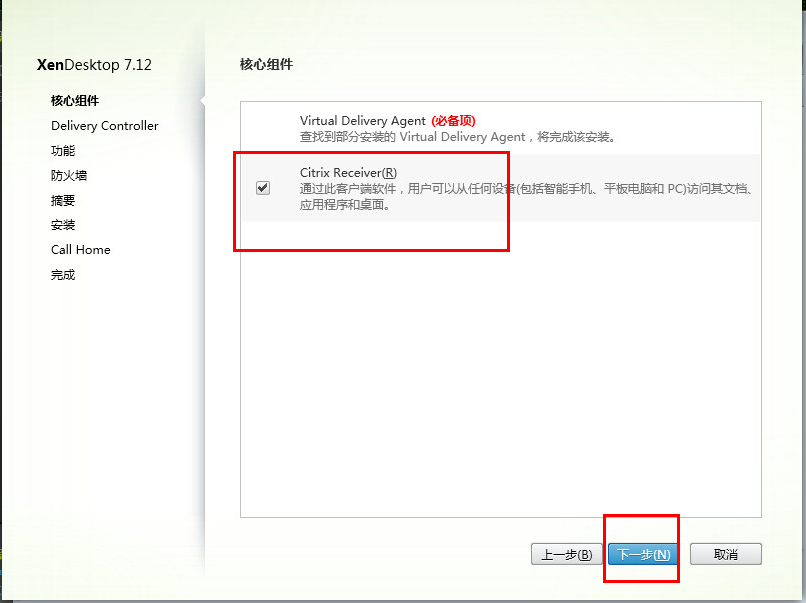 XenDesktop 7.12
核心组件
Delivery Controller
功能
防火墙
摘要
安装
Call Home
完成
核心组件
Virtual Delivery Agent (必备项)
查找到部分安装的 Virtual Delivery Agent，将完成该安装。
Citrix Receiver(R)
通过此客户端软件，用户可以从任何设备(包括智能手机、平板电脑和 PC)访问其文档、
应用程序和桌面。
上一步(B) 下一步(N) 取消